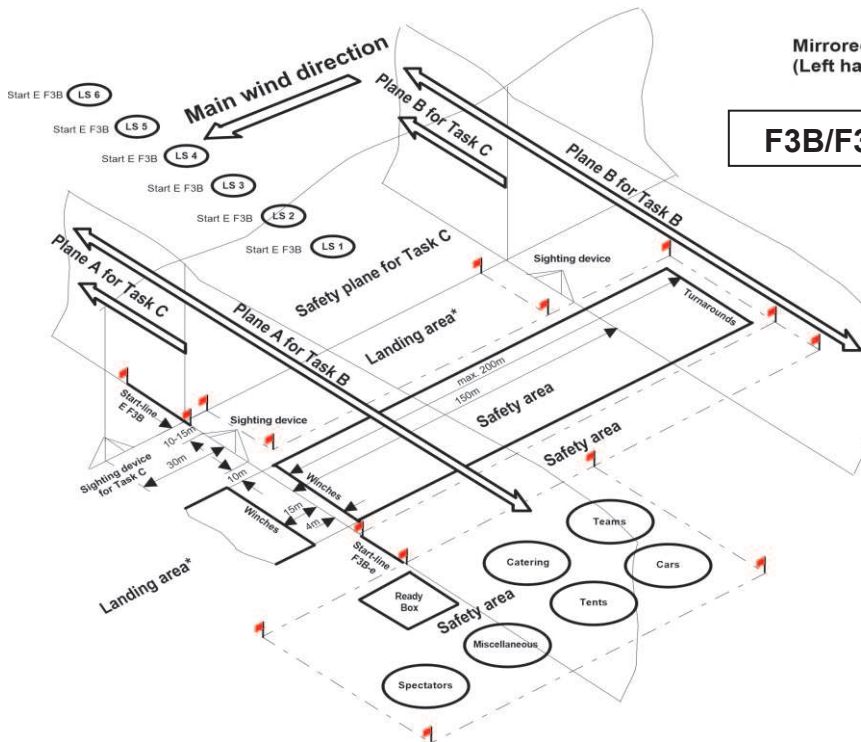 Mirrore
(Left ha
F3B/F3
Main wind direction
Start E F3B LS 6
Start E F3B LS 5
Start E F3B LS 4
Start E F3B LS 3
Start E F3B LS 2
Start E F3B LS 1
Plane B for Task C
Plane B for Task B
Plane A for Task C
Plane A for Task B
Safety plane for Task C
Sighting device
Landing area*
Turnarounds
max. 200m
150m
Safety area
Safety area
Start-line
E F3B
Sighting device
10-15m
30m
Sighting device
for Task C
10m
Winches
Winches
15m
4m
Start-line
F3B-e
Landing area*
Ready
Box
Safety area
Teams
Catering
Cars
Tents
Miscellaneous
Spectators